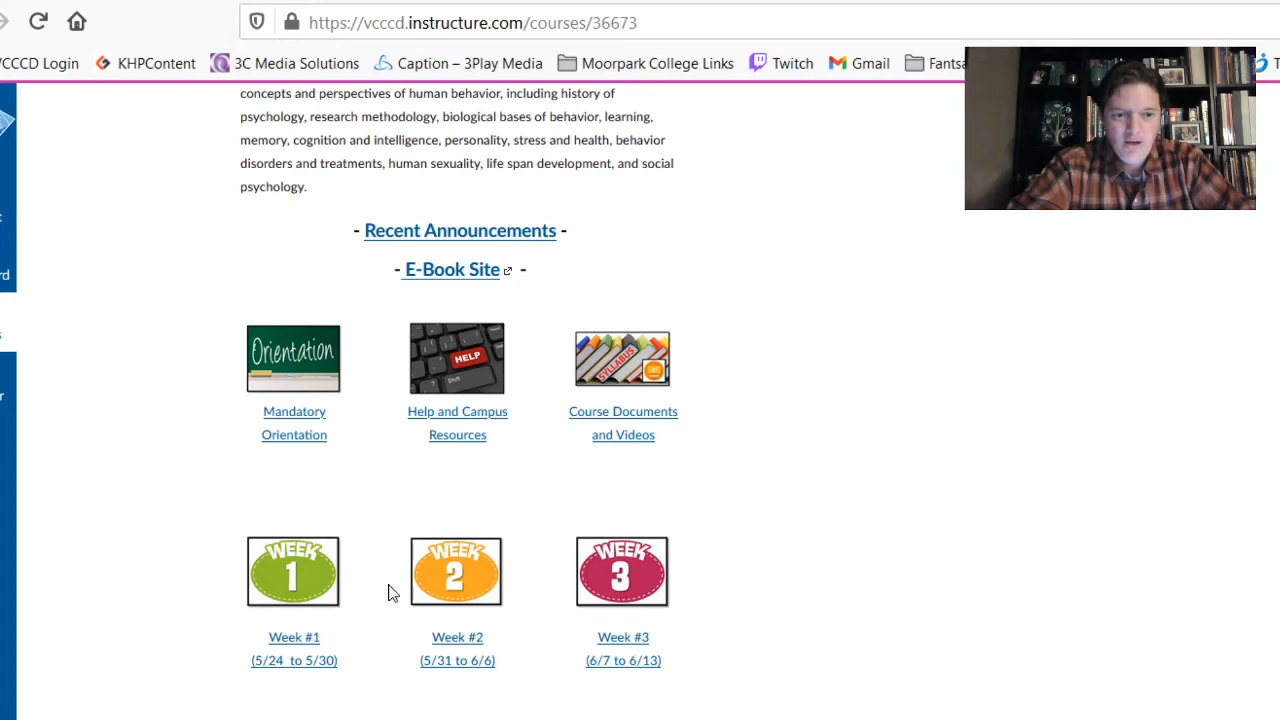 https://vcccd.instructure.com/courses/36673
VCCCD Login
KHPContent
3C Media Solutions
Caption – 3Play Media
Moorpark College Links
Twitch
Gmail
concepts and perspectives of human behavior, including history of
psychology, research methodology, biological bases of behavior, learning,
memory, cognition and intelligence, personality, stress and health, behavior
disorders and treatments, human sexuality, life span development, and social
psychology.
- Recent Announcements -
- E-Book Site -
Orientation
HELP
Shift
SYLLABUS
Mandatory
Orientation
Help and Campus
Resources
Course Documents
and Videos
WEEK
1
WEEK
2
WEEK
3
Week #1
(5/24 to 5/30)
Week #2
(5/31 to 6/6)
Week #3
(6/7 to 6/13)